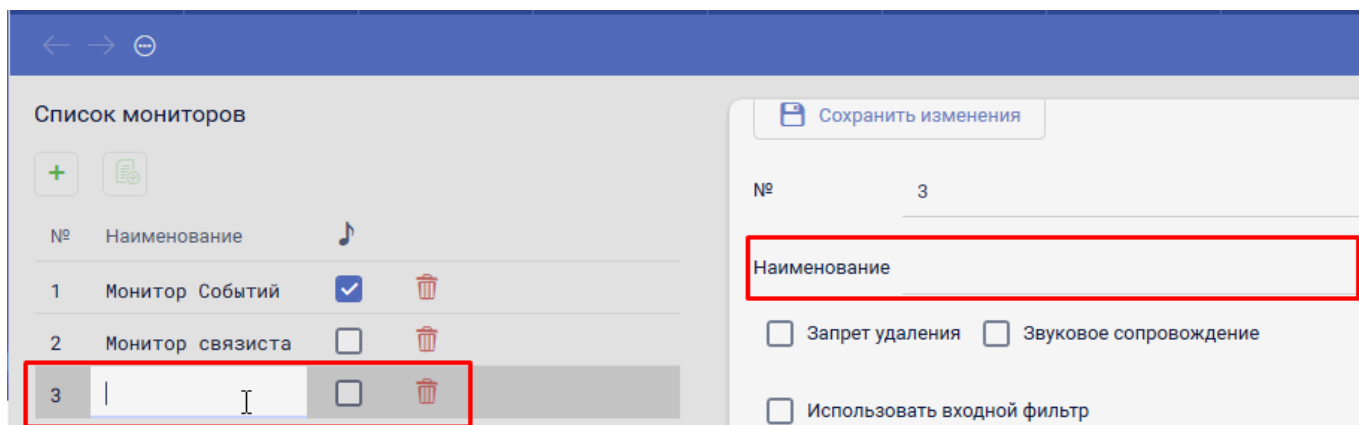 Список мониторов
+
№ Наименование
1 Монитор Событий
2 Монитор связиста
3
Сохранить изменения
№ 3
Наименование
Запрет удаления Звуковое сопровождение
Использовать входной фильтр